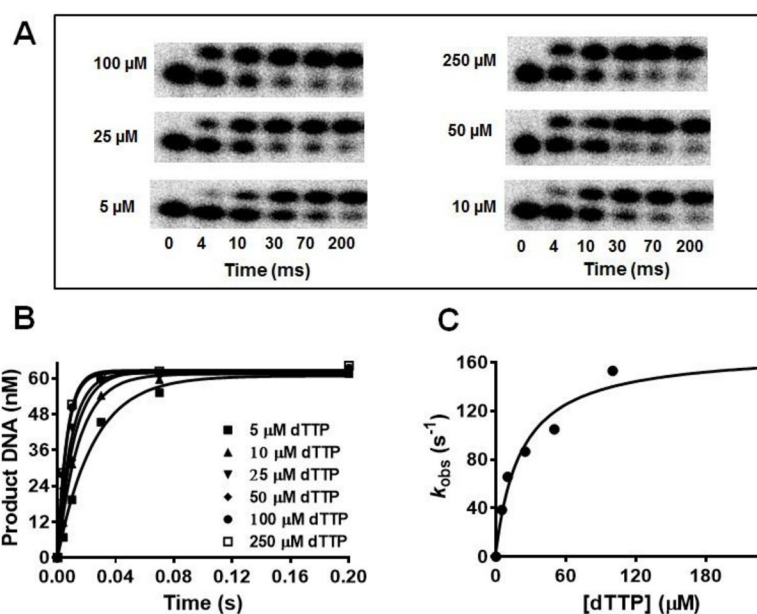 A
100 µM
250 µM
25 µM
50 µM
5 µM
10 µM
0 4 10 30 70 200
0 4 10 30 70 200
Time (ms)
Time (ms)
B
Product DNA (nM)
60
48
36
24
12
0
0.00 0.04 0.08 0.12 0.16 0.20
Time (s)
5 µM dTTP
10 µM dTTP
25 µM dTTP
50 µM dTTP
100 µM dTTP
250 µM dTTP
C
kobs (s-1)
160
120
80
40
0
0 60 120 180
[dTTP] (µM)